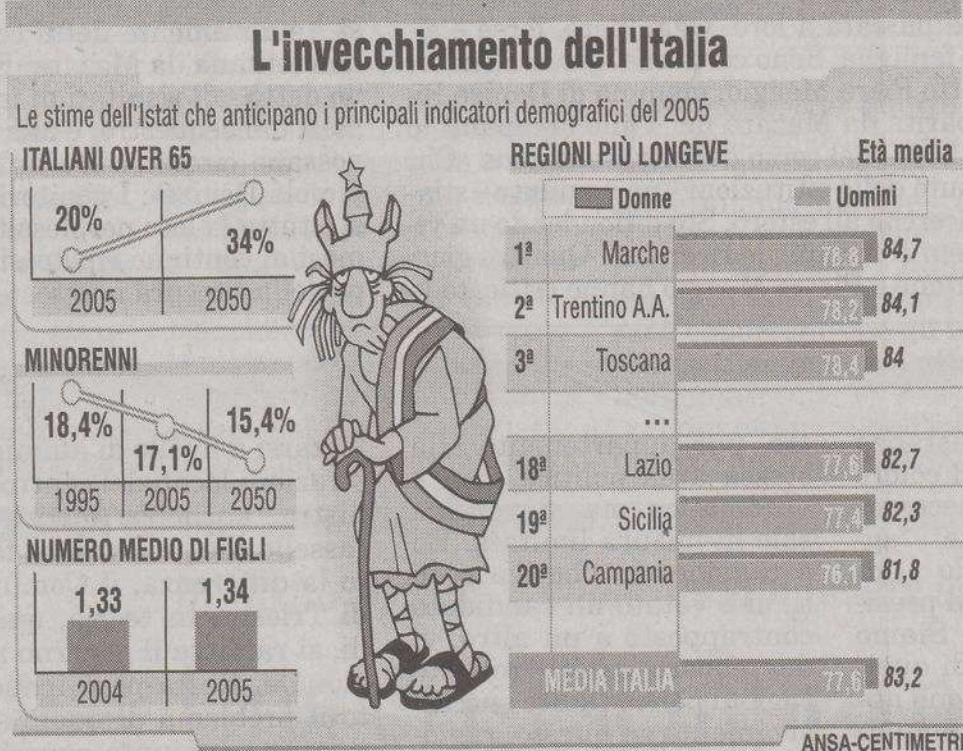 L'invecchiamento dell'Italia
Le stime dell'Istat che anticipano i principali indicatori demografici del 2005
ITALIANI OVER 65
20%
34%
2005 2050
MINORENNI
18,4%
17,1%
15,4%
1995 2005 2050
NUMERO MEDIO DI FIGLI
1,33 1,34
2004 2005
REGIONI PIÙ LONGEVE Età media
Donne Uomini
1ª Marche 78,8 84,7
2ª Trentino A.A. 78,2 84,1
3ª Toscana 78,4 84
...
18ª Lazio 77,6 82,7
19ª Sicilia 77,4 82,3
20ª Campania 76,1 81,8
MEDIA ITALIA 77,6 83,2
ANSA-CENTIMETRI